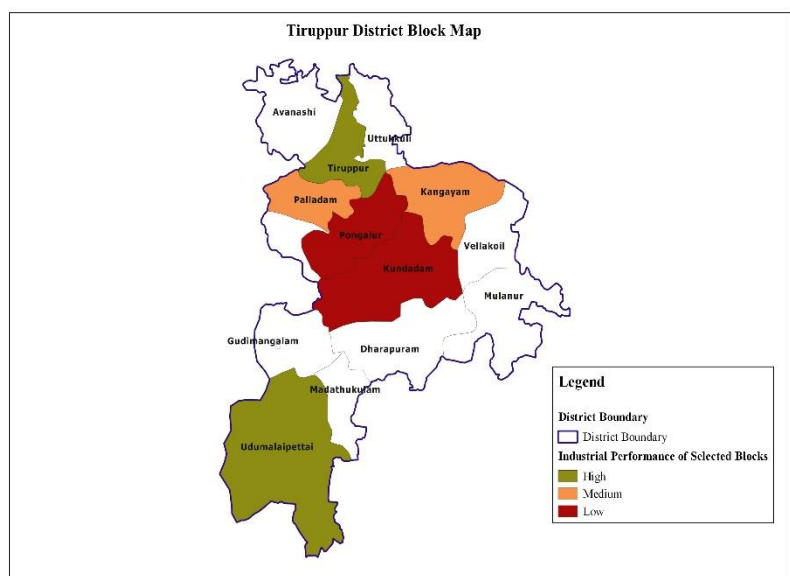 Tiruppur District Block Map
Avanashi
Uttukkuli
Tiruppur
Palladam
Kangayam
Pongalur
Vellakoil
Kundadam
Mulanur
Gudimangalam
Dharapuram
Madathukulam
Udumalaipettai
Legend
District Boundary
District Boundary
Industrial Performance of Selected Blocks
High
Medium
Low